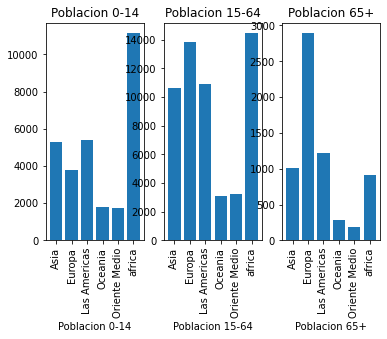 Poblacion 0-14
10000
8000
6000
4000
2000
0
Asia
Europa
Las Americas
Oceania
Oriente Medio
africa
Poblacion 0-14
Poblacion 15-64
14000
12000
10000
8000
6000
4000
2000
0
Asia
Europa
Las Americas
Oceania
Oriente Medio
africa
Poblacion 15-64
Poblacion 65+
3000
2500
2000
1500
1000
500
0
Asia
Europa
Las Americas
Oceania
Oriente Medio
africa
Poblacion 65+